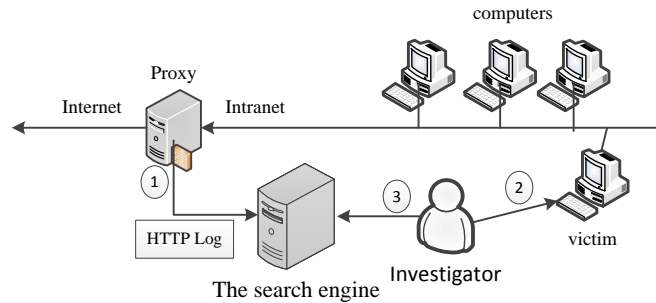 computers
Proxy
Internet
Intranet
1
3
2
HTTP Log
victim
Investigator
The search engine